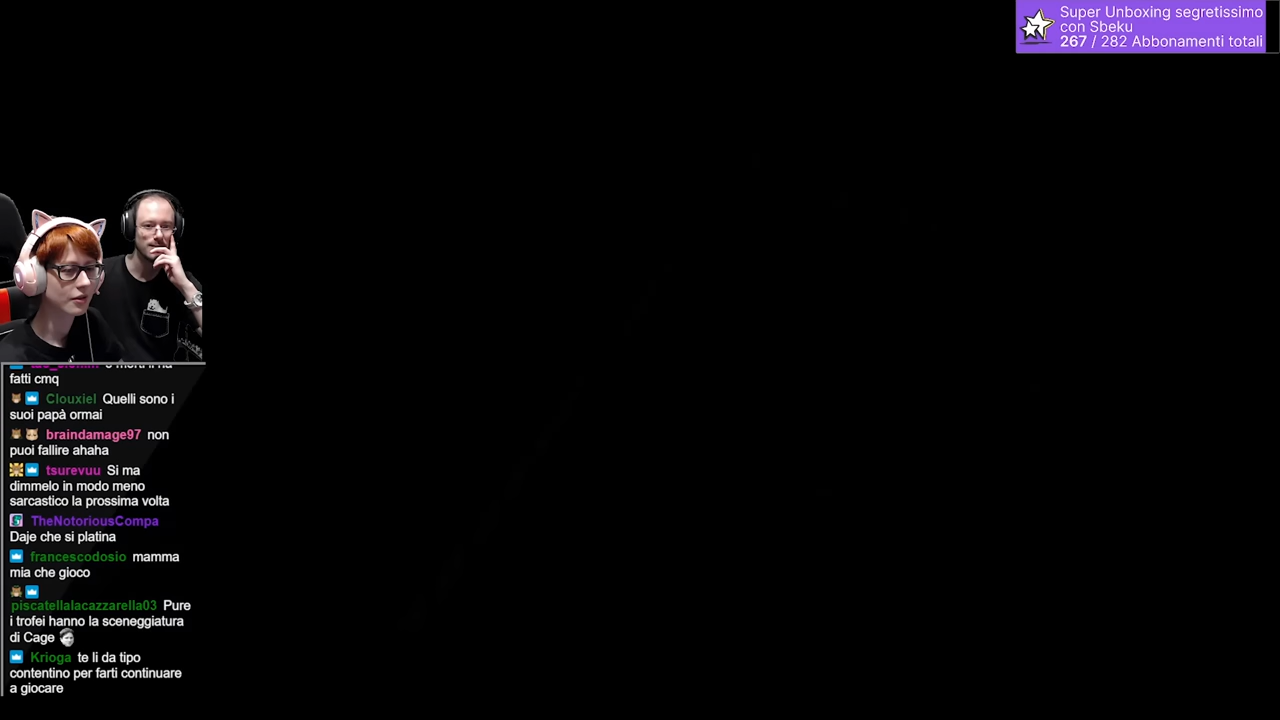 Super Unboxing segretissimo
con Sbeku
267 / 282 Abbonamenti totali
fatti cmq
Clouxiel Quelli sono i
suoi papà ormai
braindamage97 non
puoi fallire ahaha
tsurevuu Si ma
dimmelo in modo meno
sarcastico la prossima volta
TheNotoriousCompa
Daje che si platina
francescodosio mamma
mia che gioco
piscatellalacazzarella03 Pure
i trofei hanno la sceneggiatura
di Cage
Krioga te li da tipo
contentino per farti continuare
a giocare